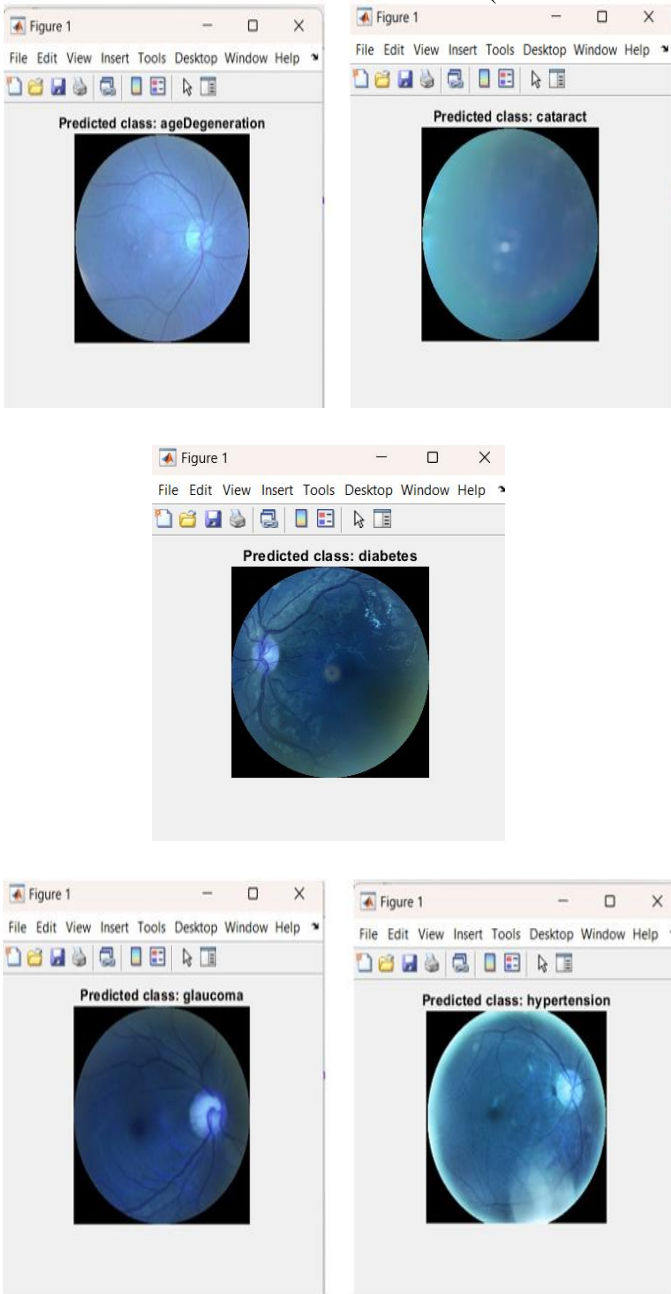 Figure 1
File Edit View Insert Tools Desktop Window Help
Predicted class: ageDegeneration
Figure 1
File Edit View Insert Tools Desktop Window Help
Predicted class: cataract
Figure 1
File Edit View Insert Tools Desktop Window Help
Predicted class: diabetes
Figure 1
File Edit View Insert Tools Desktop Window Help
Predicted class: glaucoma
Figure 1
File Edit View Insert Tools Desktop Window Help
Predicted class: hypertension